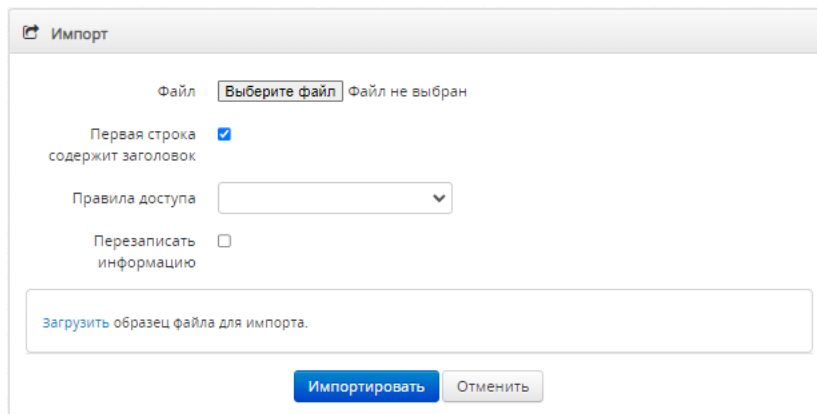 Импорт
Файл Выберите файл Файл не выбран
Первая строка
содержит заголовок
Правила доступа
Перезаписать
информацию
Загрузить образец файла для импорта.
Импортировать Отменить